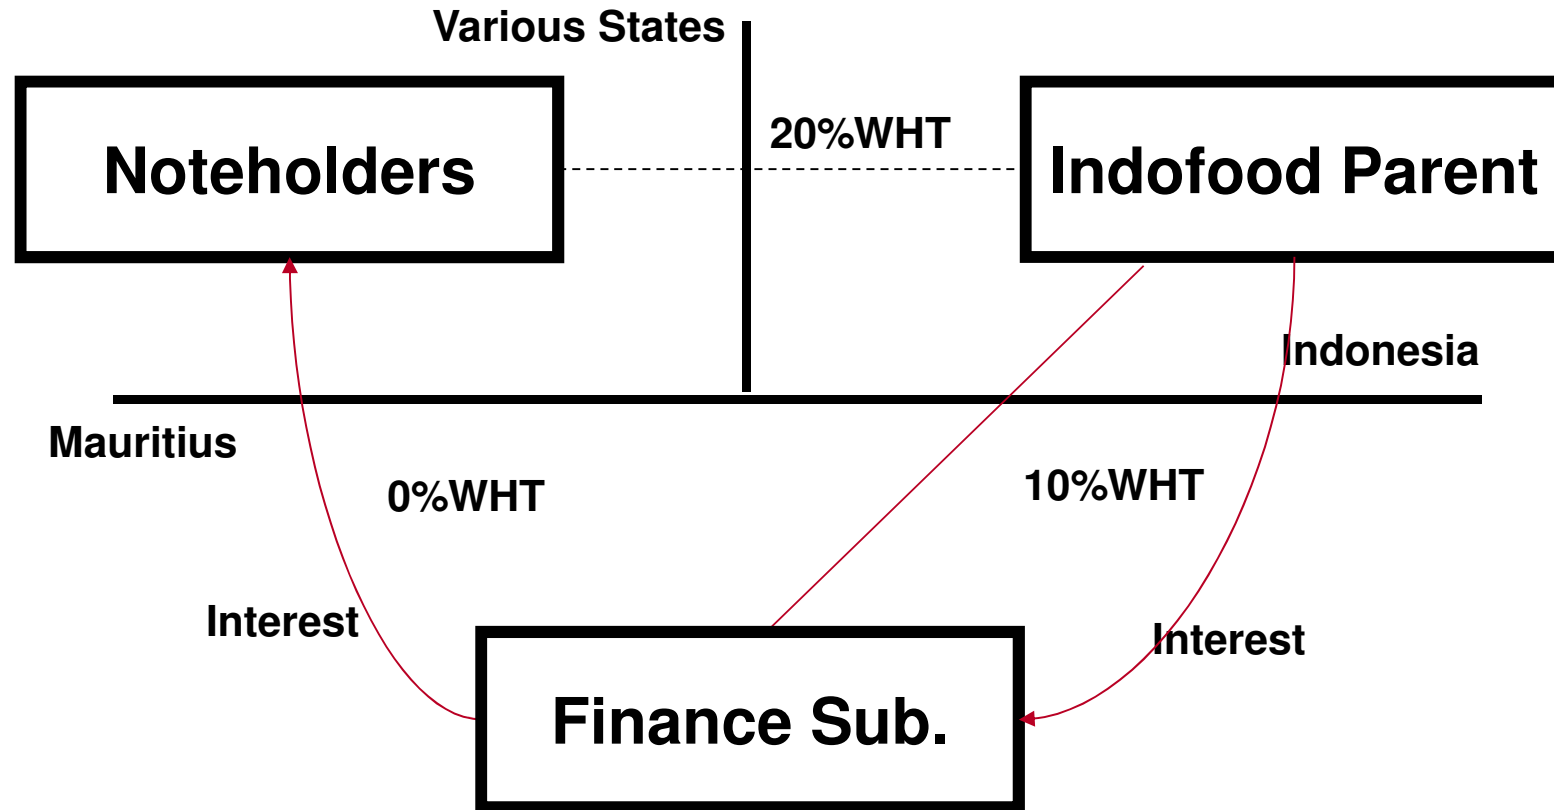 Various States
20%WHT
Noteholders
Indofood Parent
Indonesia
Mauritius
0%WHT
10%WHT
Interest
Interest
Finance Sub.